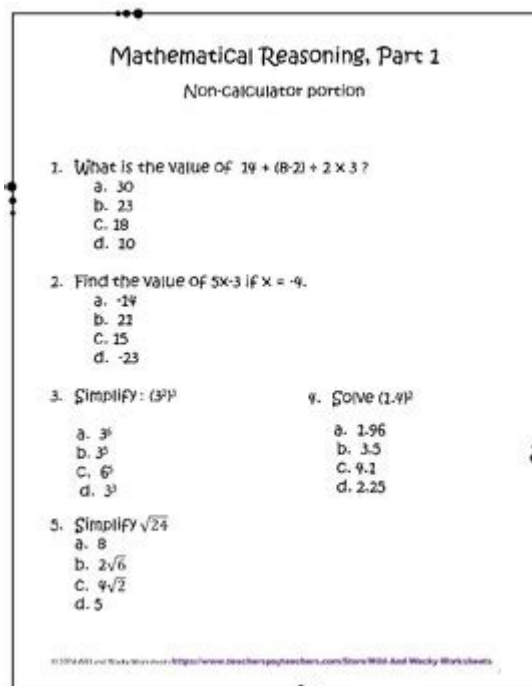 Mathematical Reasoning, Part 1
Non-calculator portion
1. What is the value of 14 + (8-2) ÷ 2 × 3 ?
a. 30
b. 23
c. 18
d. 10
2. Find the value of 5x-3 if x = -4.
a. -14
b. 21
c. 15
d. -23
3. Simplify: (3²)³
a. 3⁶
b. 3⁵
c. 6⁵
d. 3³
4. Solve (1.4)²
a. 1.96
b. 3.5
c. 4.1
d. 2.25
5. Simplify √24
a. 8
b. 2√6
c. 4√2
d. 5
https://www.teacherspayteachers.com/Store/Wild-And-Wacky-Worksheets